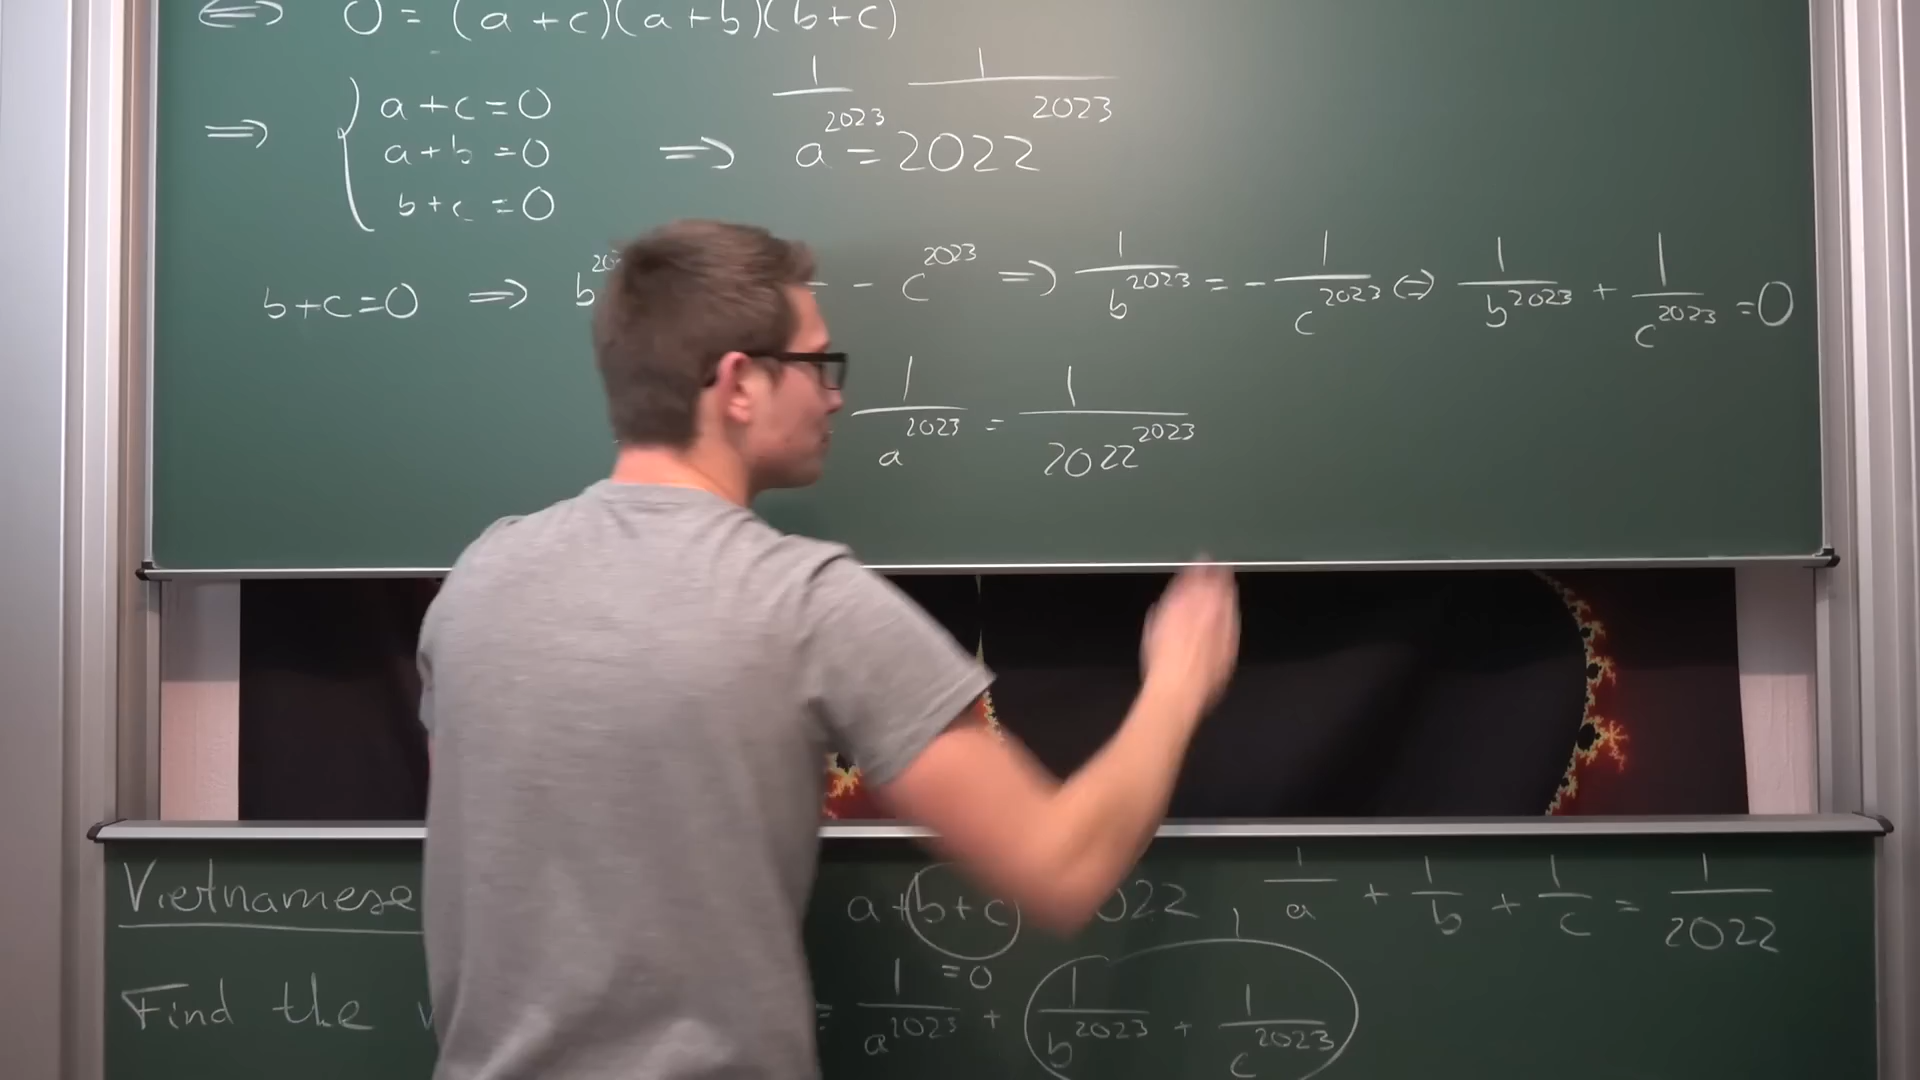 ⇔ 0 = (a+c)(a+b)(b+c)
⇒ { a+c=0
a+b=0
b+c=0
1/ 2023 1/ 2023
⇒ a = 2022
b+c=0 ⇒ b - c^2023 ⇒ 1/b^2023 = - 1/c^2023 ⇔ 1/b^2023 + 1/c^2023 = 0
1/a^2023 = 1/2022^2023
Vietnamese a+(b+c) 022 1/a + 1/b + 1/c = 1/2022
=0 1
Find the = 1/a^2023 + 1/b^2023 + 1/c^2023